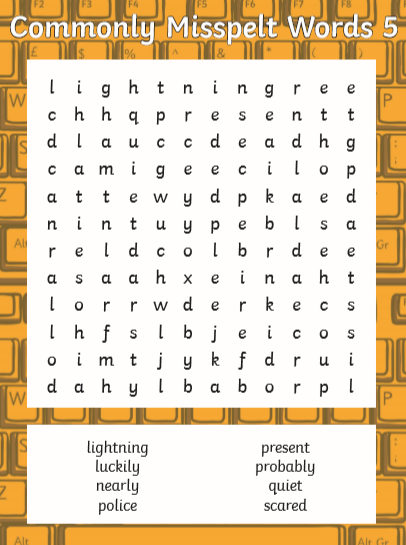 Commonly Misspelt Words 5
l i g h t n i n g r e e
c h h q p r e s e n t t
d l a u c c d e a d h g
c a m i g e e c i l o p
a t t e w y d p k a e d
n i n t u y p e b l s a
r e l d c o l b r d e e
a s a a h x e i n a h t
l o r r w d e r k e c s
l h f s l b j e i c o s
o i m t j y k f d r u i
d a h y l b a b o r p l
lightning present
luckily probably
nearly quiet
police scared